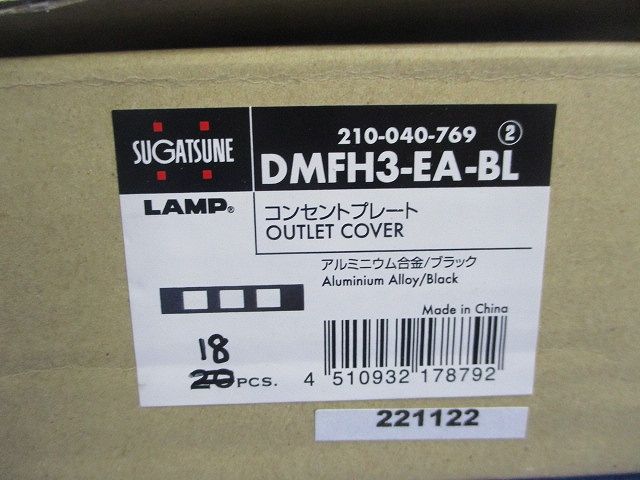 SUGATSUNE
210-040-769 ②
DMFH3-EA-BL
LAMP®
コンセントプレート
OUTLET COVER
アルミニウム合金/ブラック
Aluminium Alloy/Black
Made in China
18
20 PCS.
4 510932 178792
221122